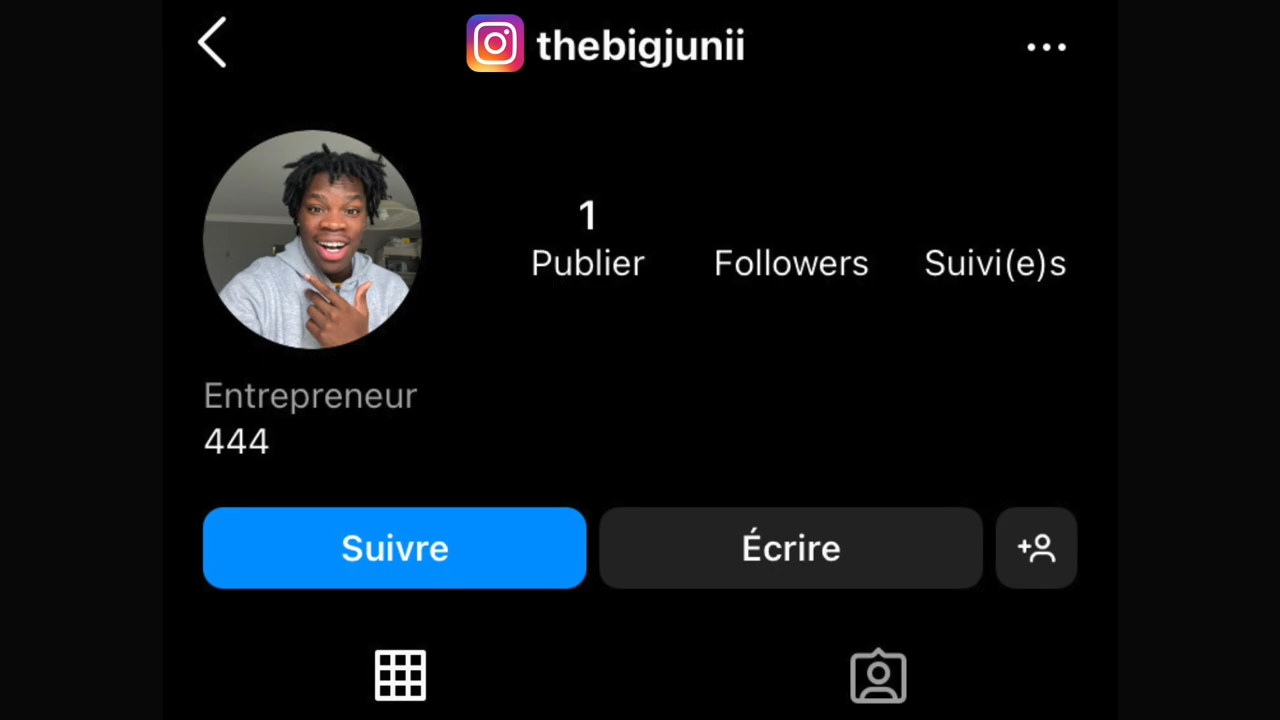 thebigjunii
1
Publier Followers Suivi(e)s
Entrepreneur
444
Suivre Écrire